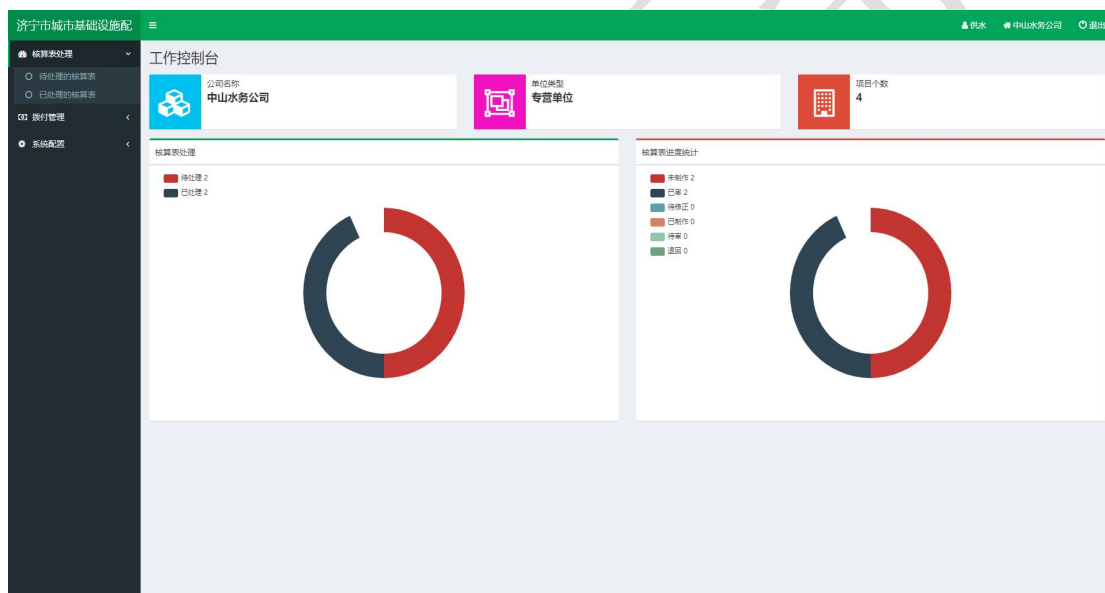 济宁市城市基础设施配
供水
中山水务公司
退出
核算表处理
待处理的核算表
已处理的核算表
拨付管理
系统配置
工作控制台
公司名称
中山水务公司
单位类型
专营单位
项目个数
4
核算表处理
待处理 2
已处理 2
核算表进度统计
未制作 2
已审 2
待修正 0
已制作 0
待审 0
退回 0